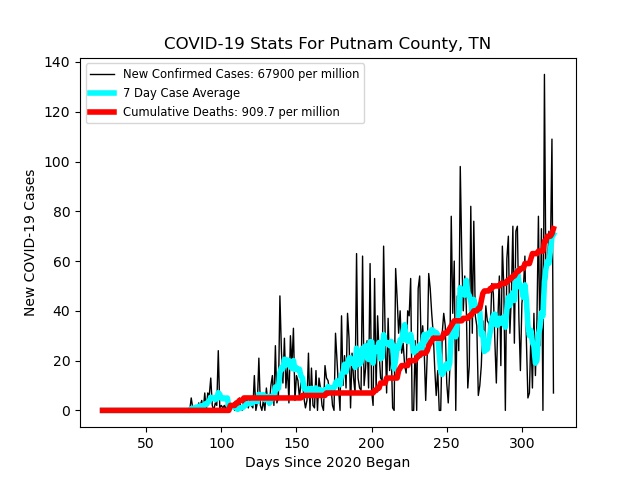 COVID-19 Stats For Putnam County, TN
New Confirmed Cases: 67900 per million
7 Day Case Average
Cumulative Deaths: 909.7 per million
New COVID-19 Cases
140
120
100
80
60
40
20
0
50 100 150 200 250 300
Days Since 2020 Began